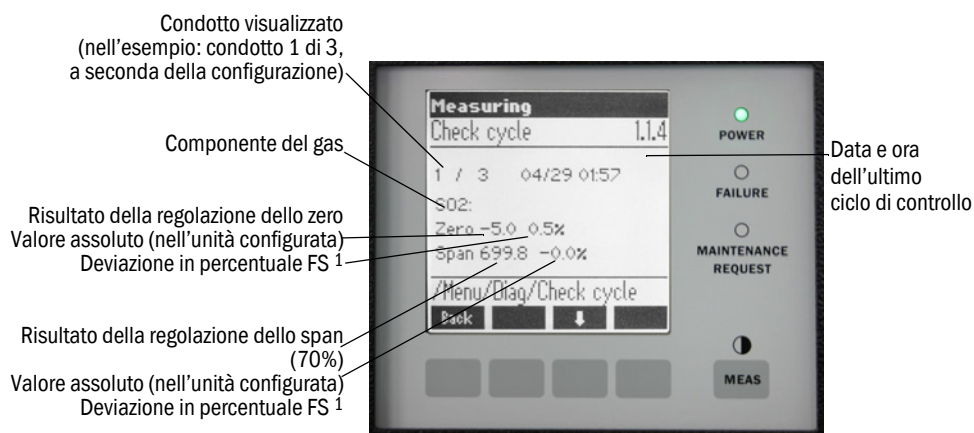 Condotto visualizzato
(nell'esempio: condotto 1 di 3,
a seconda della configurazione)
Componente del gas
Risultato della regolazione dello zero
Valore assoluto (nell'unità configurata)
Deviazione in percentuale FS 1
Risultato della regolazione dello span
(70%)
Valore assoluto (nell'unità configurata)
Deviazione in percentuale FS 1
Measuring
Check cycle 1.1.4
1 / 3 04/29 01:57
SO2:
Zero -5.0 0.5%
Span 699.8 -0.0%
/Menu/Diag/Check cycle
Back
POWER
FAILURE
MAINTENANCE
REQUEST
MEAS
Data e ora
dell'ultimo
ciclo di controllo